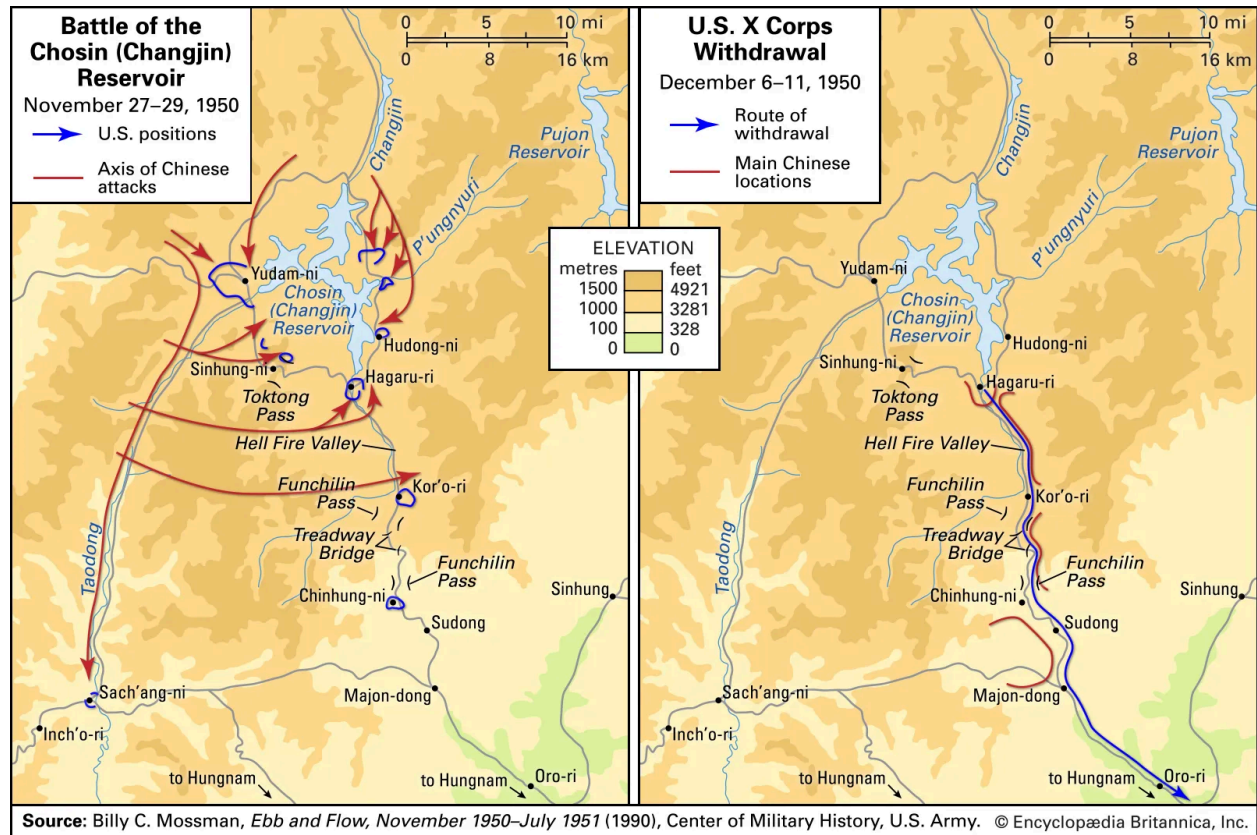 Battle of the
Chosin (Changjin)
Reservoir
November 27–29, 1950
U.S. positions
Axis of Chinese
attacks
0 5 10 mi
0 8 16 km
Changjin
Pujon
Reservoir
P'ungnyuri
Yudam-ni
Chosin
(Changjin)
Reservoir
Hudong-ni
Sinhung-ni
Hagaru-ri
Toktong
Pass
Hell Fire Valley
Funchilin
Pass
Kor'o-ri
Treadway
Bridge
Funchilin
Pass
Taodong
Chinhung-ni
Sinhung
Sudong
Sach'ang-ni
Majon-dong
Inch'o-ri
to Hungnam
to Hungnam
Oro-ri
ELEVATION
metres feet
1500 4921
1000 3281
100 328
0 0
U.S. X Corps
Withdrawal
December 6–11, 1950
Route of
withdrawal
Main Chinese
locations
0 5 10 mi
0 8 16 km
Changjin
Pujon
Reservoir
P'ungnyuri
Yudam-ni
Chosin
(Changjin)
Reservoir
Hudong-ni
Sinhung-ni
Hagaru-ri
Toktong
Pass
Hell Fire Valley
Funchilin
Pass
Kor'o-ri
Treadway
Bridge
Funchilin
Pass
Taodong
Chinhung-ni
Sinhung
Sudong
Sach'ang-ni
Majon-dong
Inch'o-ri
to Hungnam
to Hungnam
Oro-ri
Source: Billy C. Mossman, Ebb and Flow, November 1950–July 1951 (1990), Center of Military History, U.S. Army. © Encyclopædia Britannica, Inc.